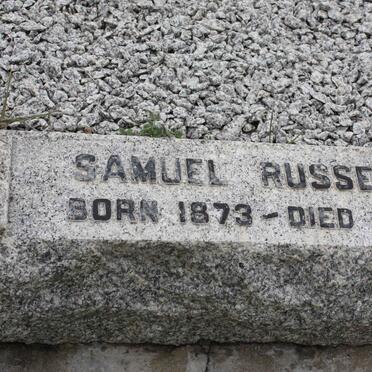 SAMUEL RUSSE
BORN 1873 - DIED